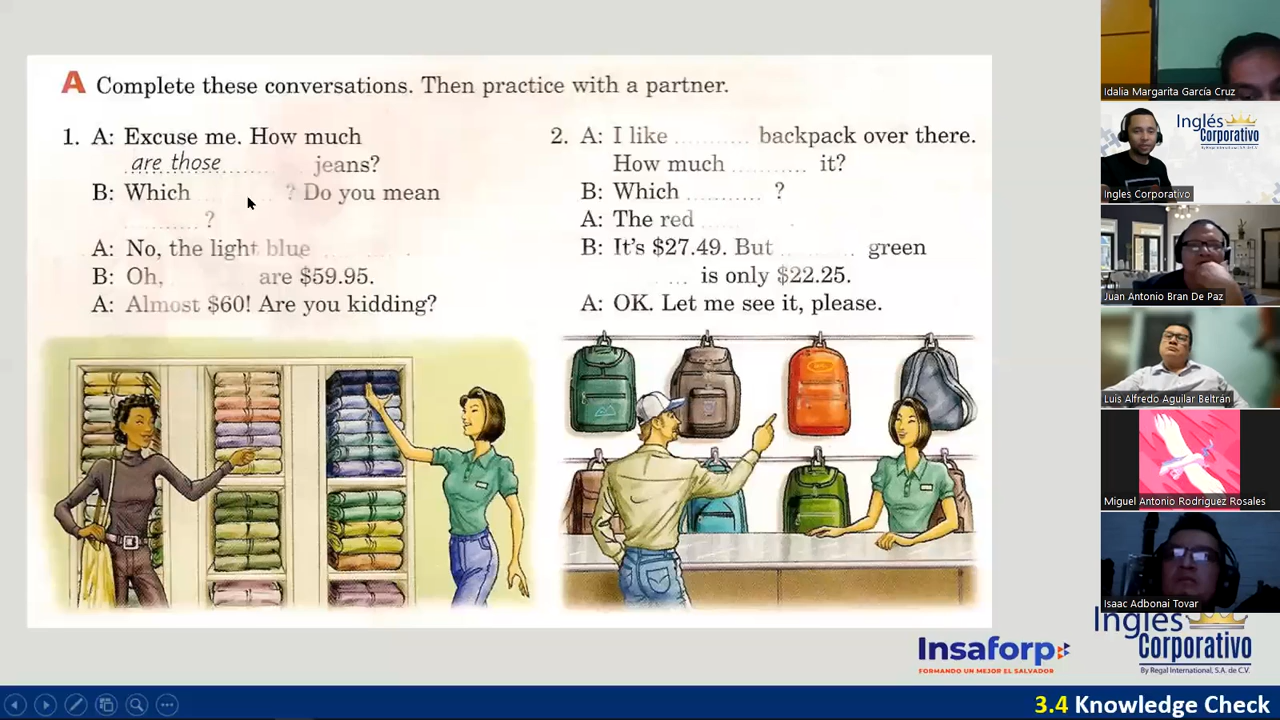 A Complete these conversations. Then practice with a partner.
1. A: Excuse me. How much
are those jeans?
B: Which ........ ? Do you mean
........... ?
A: No, the light blue
B: Oh, are $59.95.
A: Almost $60! Are you kidding?
2. A: I like ........... backpack over there.
How much ........... it?
B: Which ........... ?
A: The red ......
B: It's $27.49. But ........... green
... is only $22.25.
A: OK. Let me see it, please.
Idalia Margarita García Cruz
Inglés
Corporativo
Ingles Corporativo
Juan Antonio Bran De Paz
Luis Alfredo Aguilar Beltrán
Miguel Antonio Rodriguez Rosales
Isaac Adbonai Tovar
Insaforp
FORMANDO UN MEJOR EL SALVADOR
Inglés
Corporativo
By Regal International, S.A. de C.V.
3.4 Knowledge Check